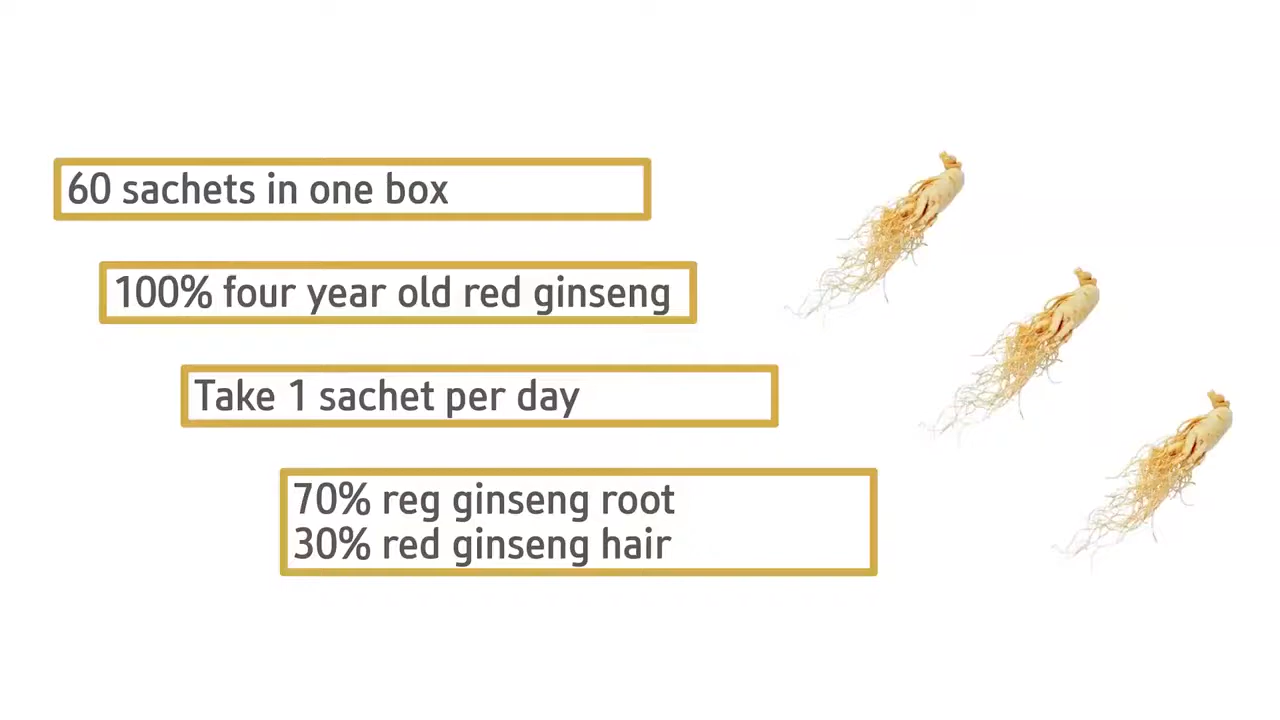 60 sachets in one box
100% four year old red ginseng
Take 1 sachet per day
70% reg ginseng root
30% red ginseng hair